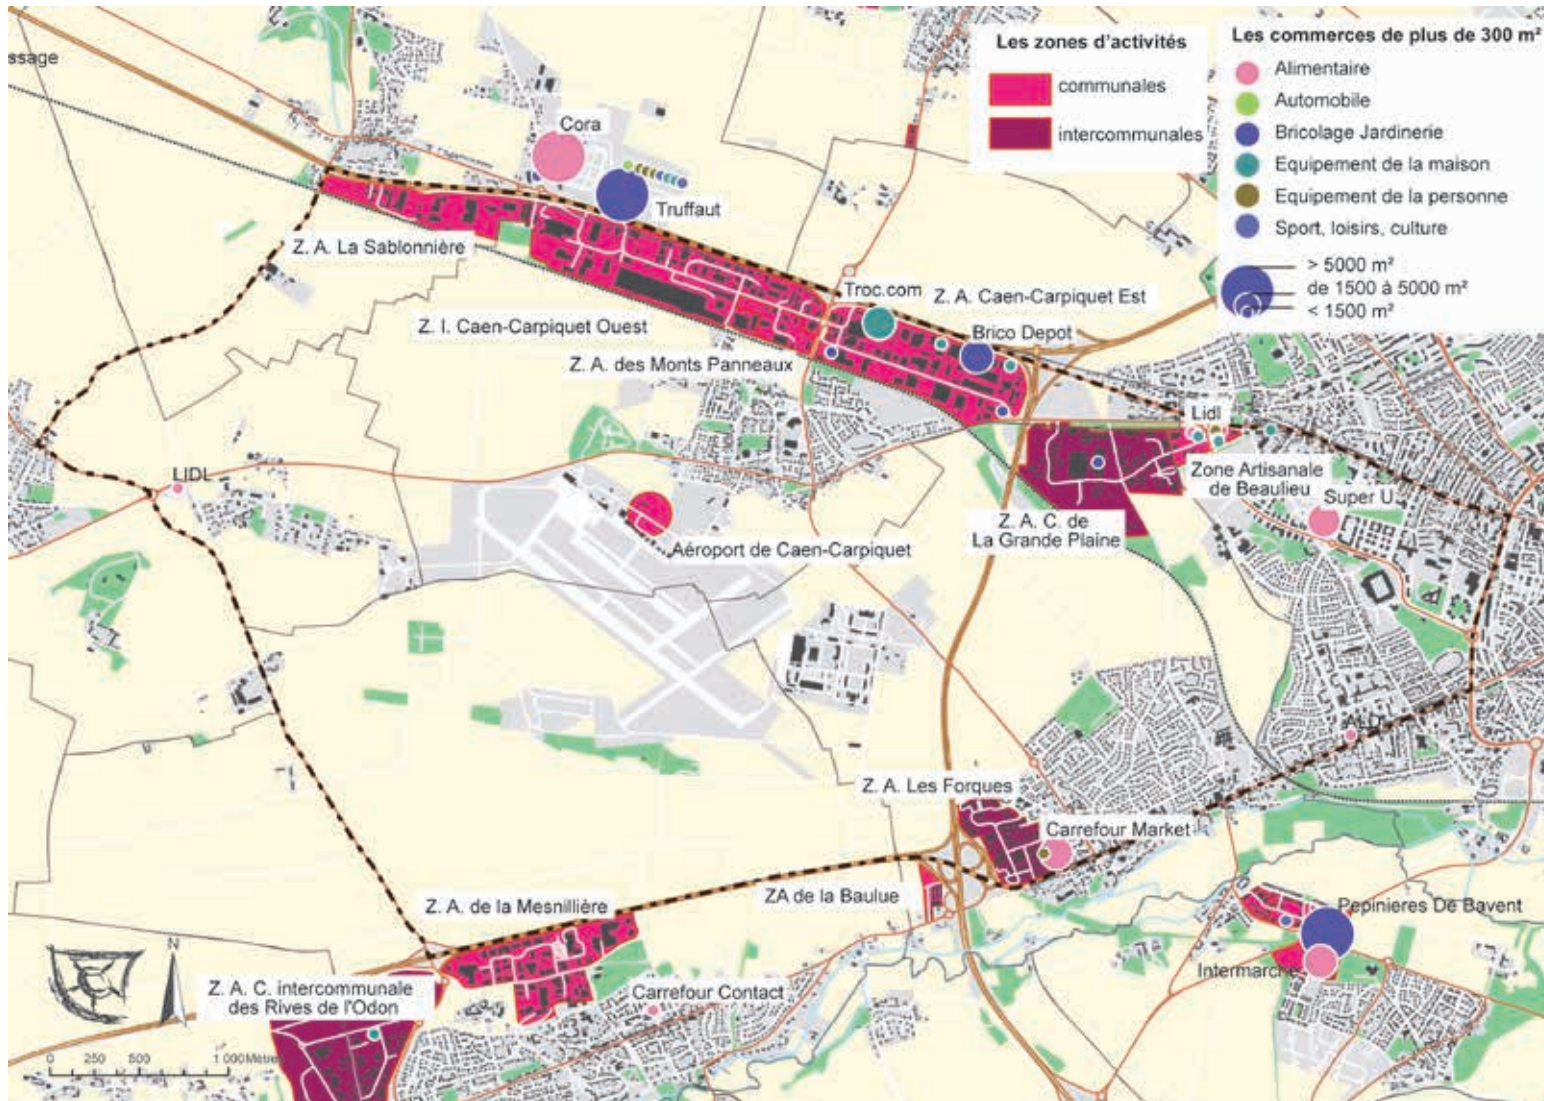 ssage
Les zones d'activités
communales
intercommunales
Les commerces de plus de 300 m²
Alimentaire
Automobile
Bricolage Jardinerie
Equipement de la maison
Equipement de la personne
Sport, loisirs, culture
> 5000 m²
de 1500 à 5000 m²
< 1500 m²
Cora
Truffaut
Z. A. La Sablonnière
Troc.com
Z. A. Caen-Carpiquet Est
Z. I. Caen-Carpiquet Ouest
Brico Depot
Z. A. des Monts Panneaux
Lidl
LIDL
Zone Artisanale
de Beaulieu
Super U
Z. A. C. de
La Grande Plaine
Aéroport de Caen-Carpiquet
ALDI
Z. A. Les Forques
Carrefour Market
Z. A. de la Mesnillière
ZA de la Baulue
Pepinieres De Bavent
Intermarche
Z. A. C. intercommunale
des Rives de l'Odon
Carrefour Contact
N
0 250 500 1 000 Mètres